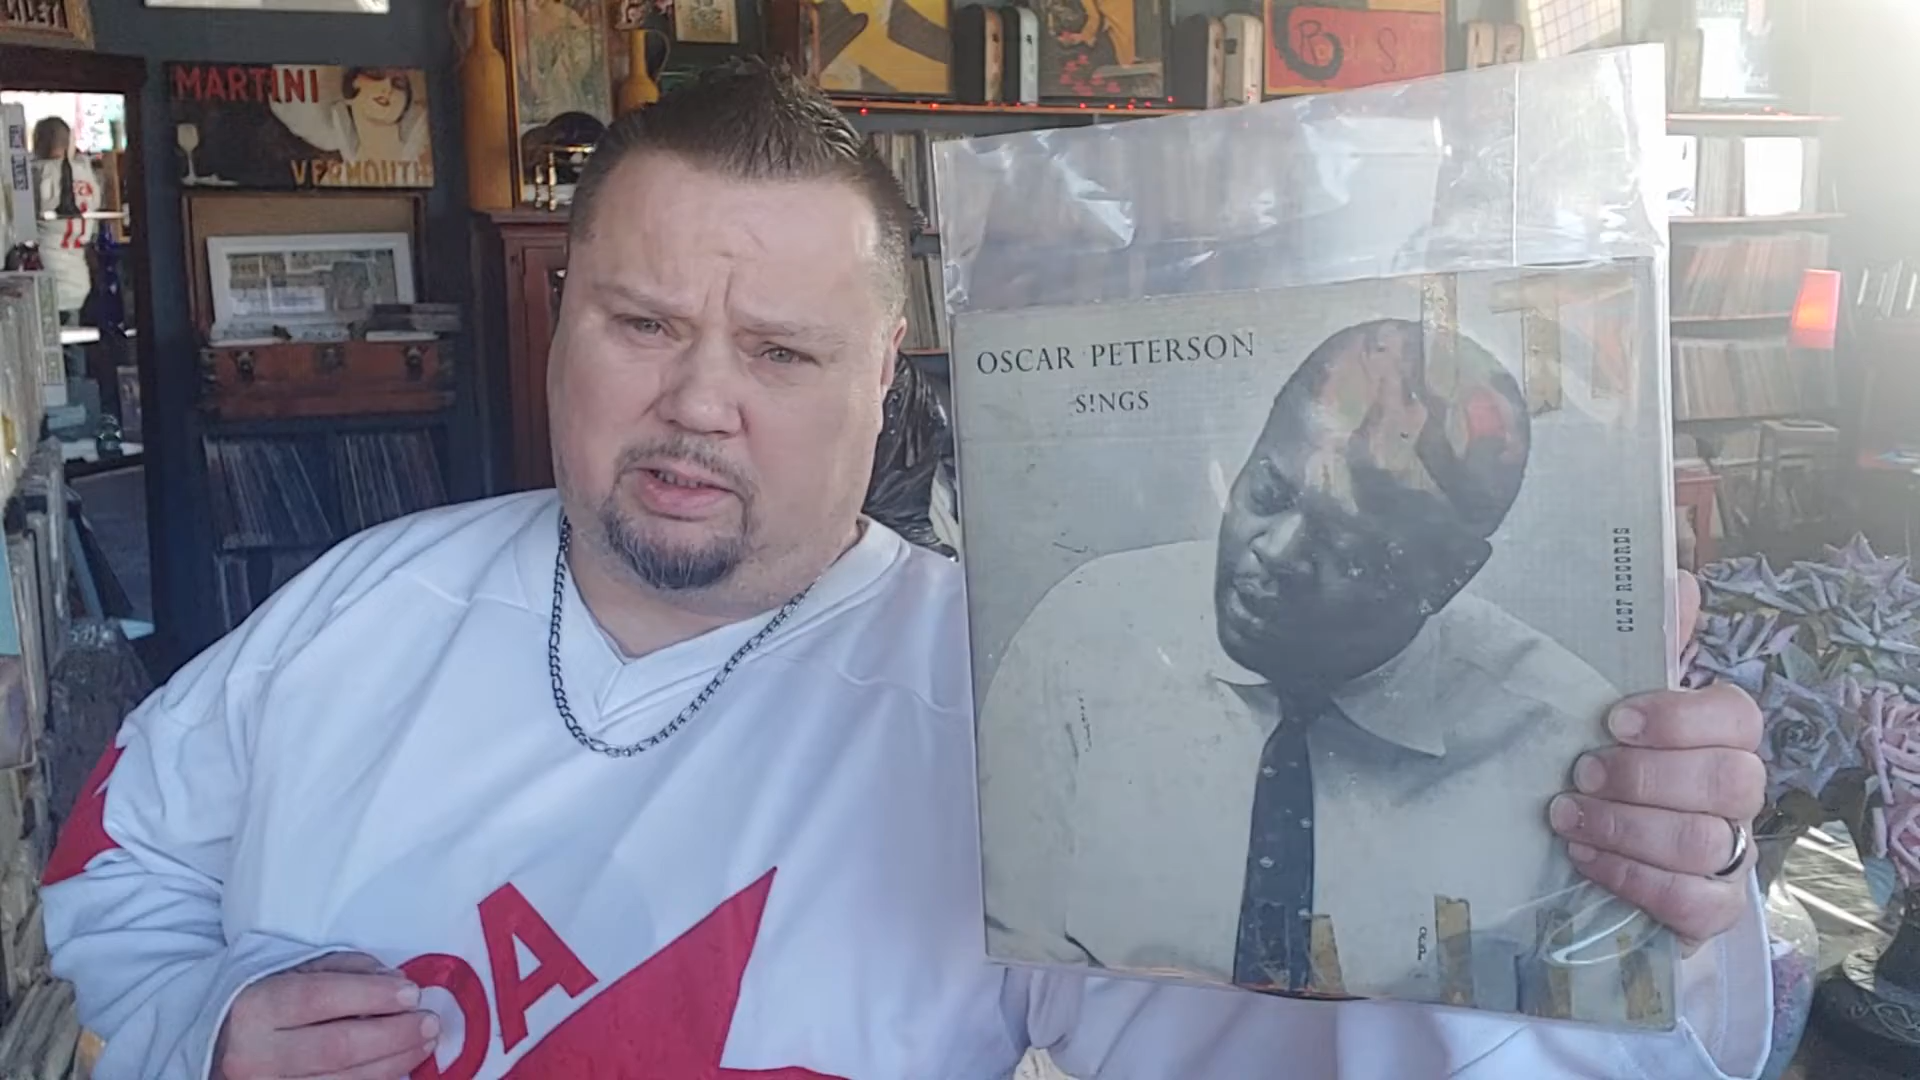 MARTINI
VERMOUTH
OSCAR PETERSON
S!NGS
CLEF RECORDS
DA